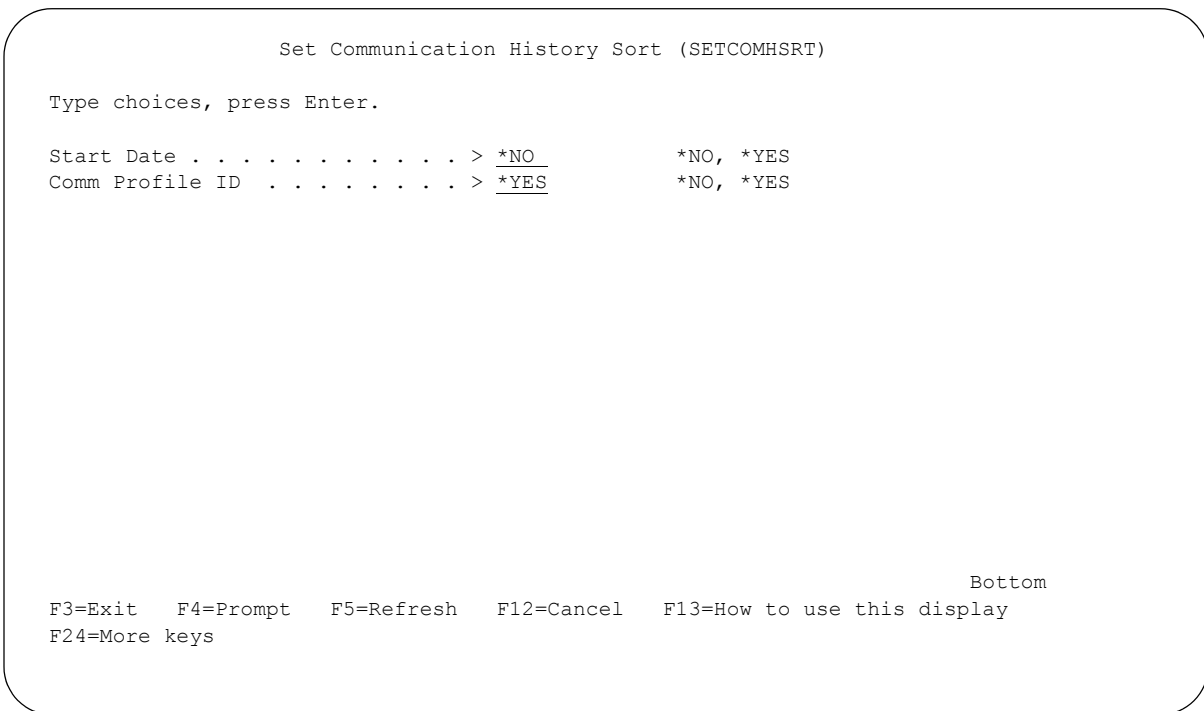 Set Communication History Sort (SETCOMHSRT)
Type choices, press Enter.
Start Date . . . . . . . . . . . > *NO *NO, *YES
Comm Profile ID . . . . . . . . > *YES *NO, *YES
Bottom
F3=Exit F4=Prompt F5=Refresh F12=Cancel F13=How to use this display
F24=More keys